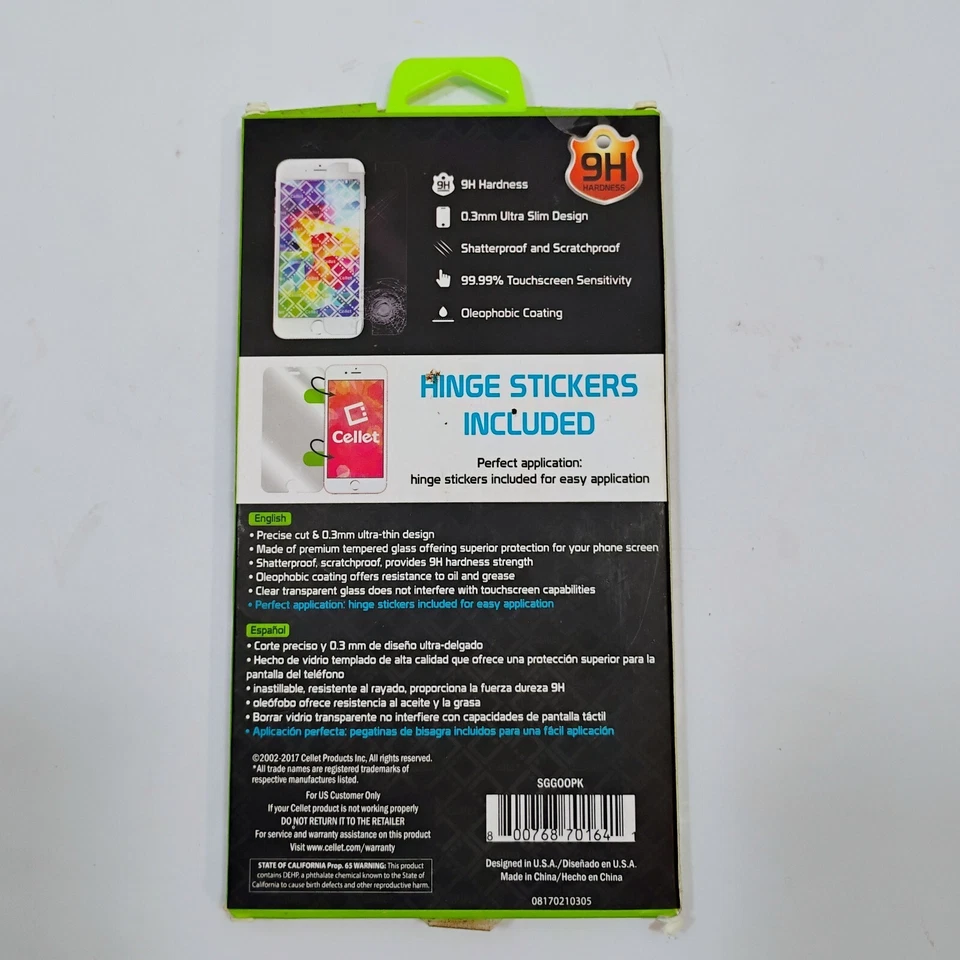 9H
HARDNESS
9H Hardness
0.3mm Ultra Slim Design
Shatterproof and Scratchproof
99.99% Touchscreen Sensitivity
Oleophobic Coating
Cellet
HINGE STICKERS
INCLUDED
Perfect application:
hinge stickers included for easy application
English
• Precise cut & 0.3mm ultra-thin design
• Made of premium tempered glass offering superior protection for your phone screen
• Shatterproof, scratchproof, provides 9H hardness strength
• Oleophobic coating offers resistance to oil and grease
• Clear transparent glass does not interfere with touchscreen capabilities
• Perfect application: hinge stickers included for easy application
Español
• Corte preciso y 0.3 mm de diseño ultra-delgado
• Hecho de vidrio templado de alta calidad que ofrece una protección superior para la
pantalla del teléfono
• inastillable, resistente al rayado, proporciona la fuerza dureza 9H
• oleófobo ofrece resistencia al aceite y la grasa
• Borrar vidrio transparente no interfiere con capacidades de pantalla táctil
• Aplicación perfecta: pegatinas de bisagra incluidos para una fácil aplicación
©2002-2017 Cellet Products Inc, All rights reserved.
*All trade names are registered trademarks of
respective manufactures listed.
For US Customer Only
If your Cellet product is not working properly
DO NOT RETURN IT TO THE RETAILER
For service and warranty assistance on this product
Visit www.cellet.com/warranty
STATE OF CALIFORNIA Prop. 65 WARNING: This product
contains DEHP, a phthalate chemical known to the State of
California to cause birth defects and other reproductive harm.
SGGOOPK
8 00768 70164 1
Designed in U.S.A./Diseñado en U.S.A.
Made in China/Hecho en China
08170210305